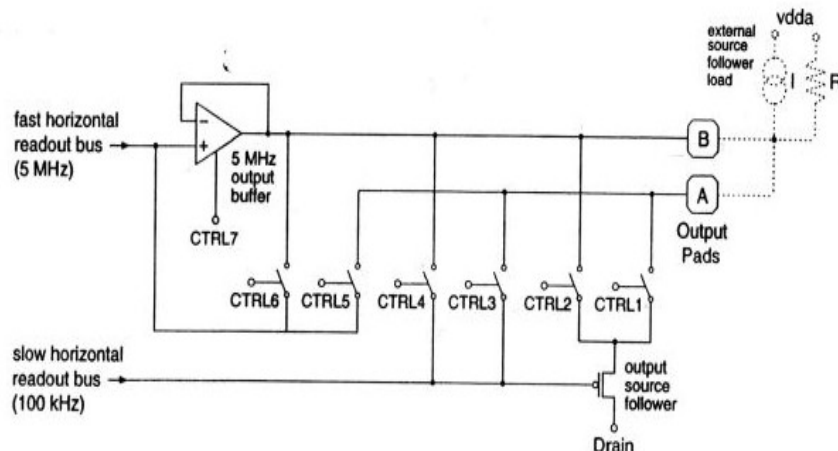 vdda
external
source
follower
load
I
R
fast horizontal
readout bus
(5 MHz)
−
+
5 MHz
output
buffer
CTRL7
B
A
Output
Pads
CTRL6
CTRL5
CTRL4
CTRL3
CTRL2
CTRL1
slow horizontal
readout bus
(100 kHz)
output
source
follower
Drain